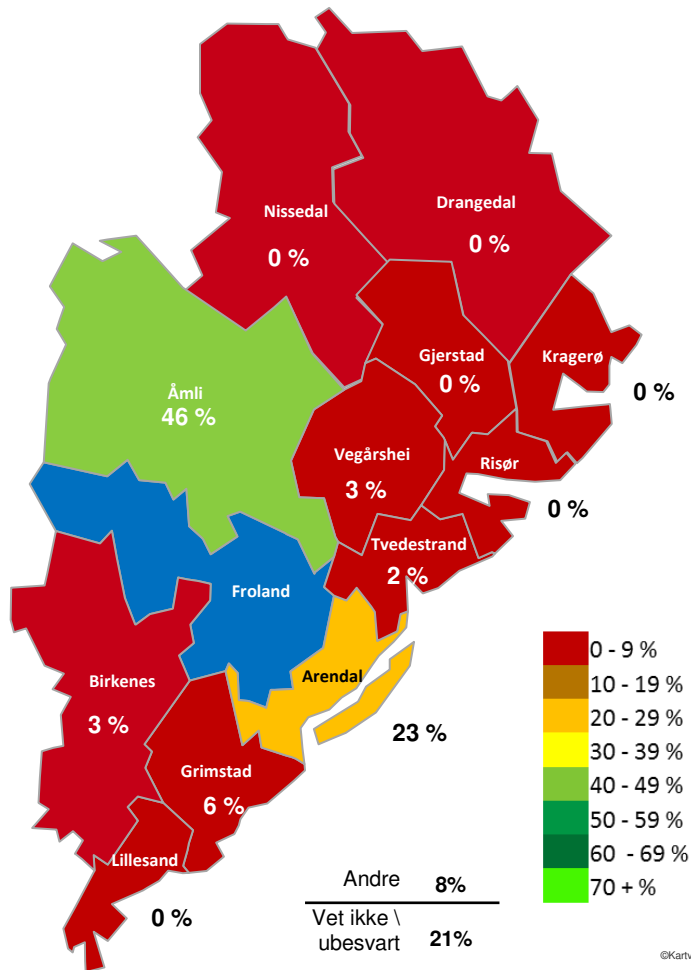 Nissedal
0 %
Drangedal
0 %
Gjerstad
0 %
Kragerø
0 %
Åmli
46 %
Vegårshei
3 %
Risør
0 %
Tvedestrand
2 %
Froland
Arendal
23 %
Birkenes
3 %
Grimstad
6 %
Lillesand
0 %
0 - 9 %
10 - 19 %
20 - 29 %
30 - 39 %
40 - 49 %
50 - 59 %
60 - 69 %
70 + %
Andre 8%
Vet ikke \
ubesvart 21%
©Kartv